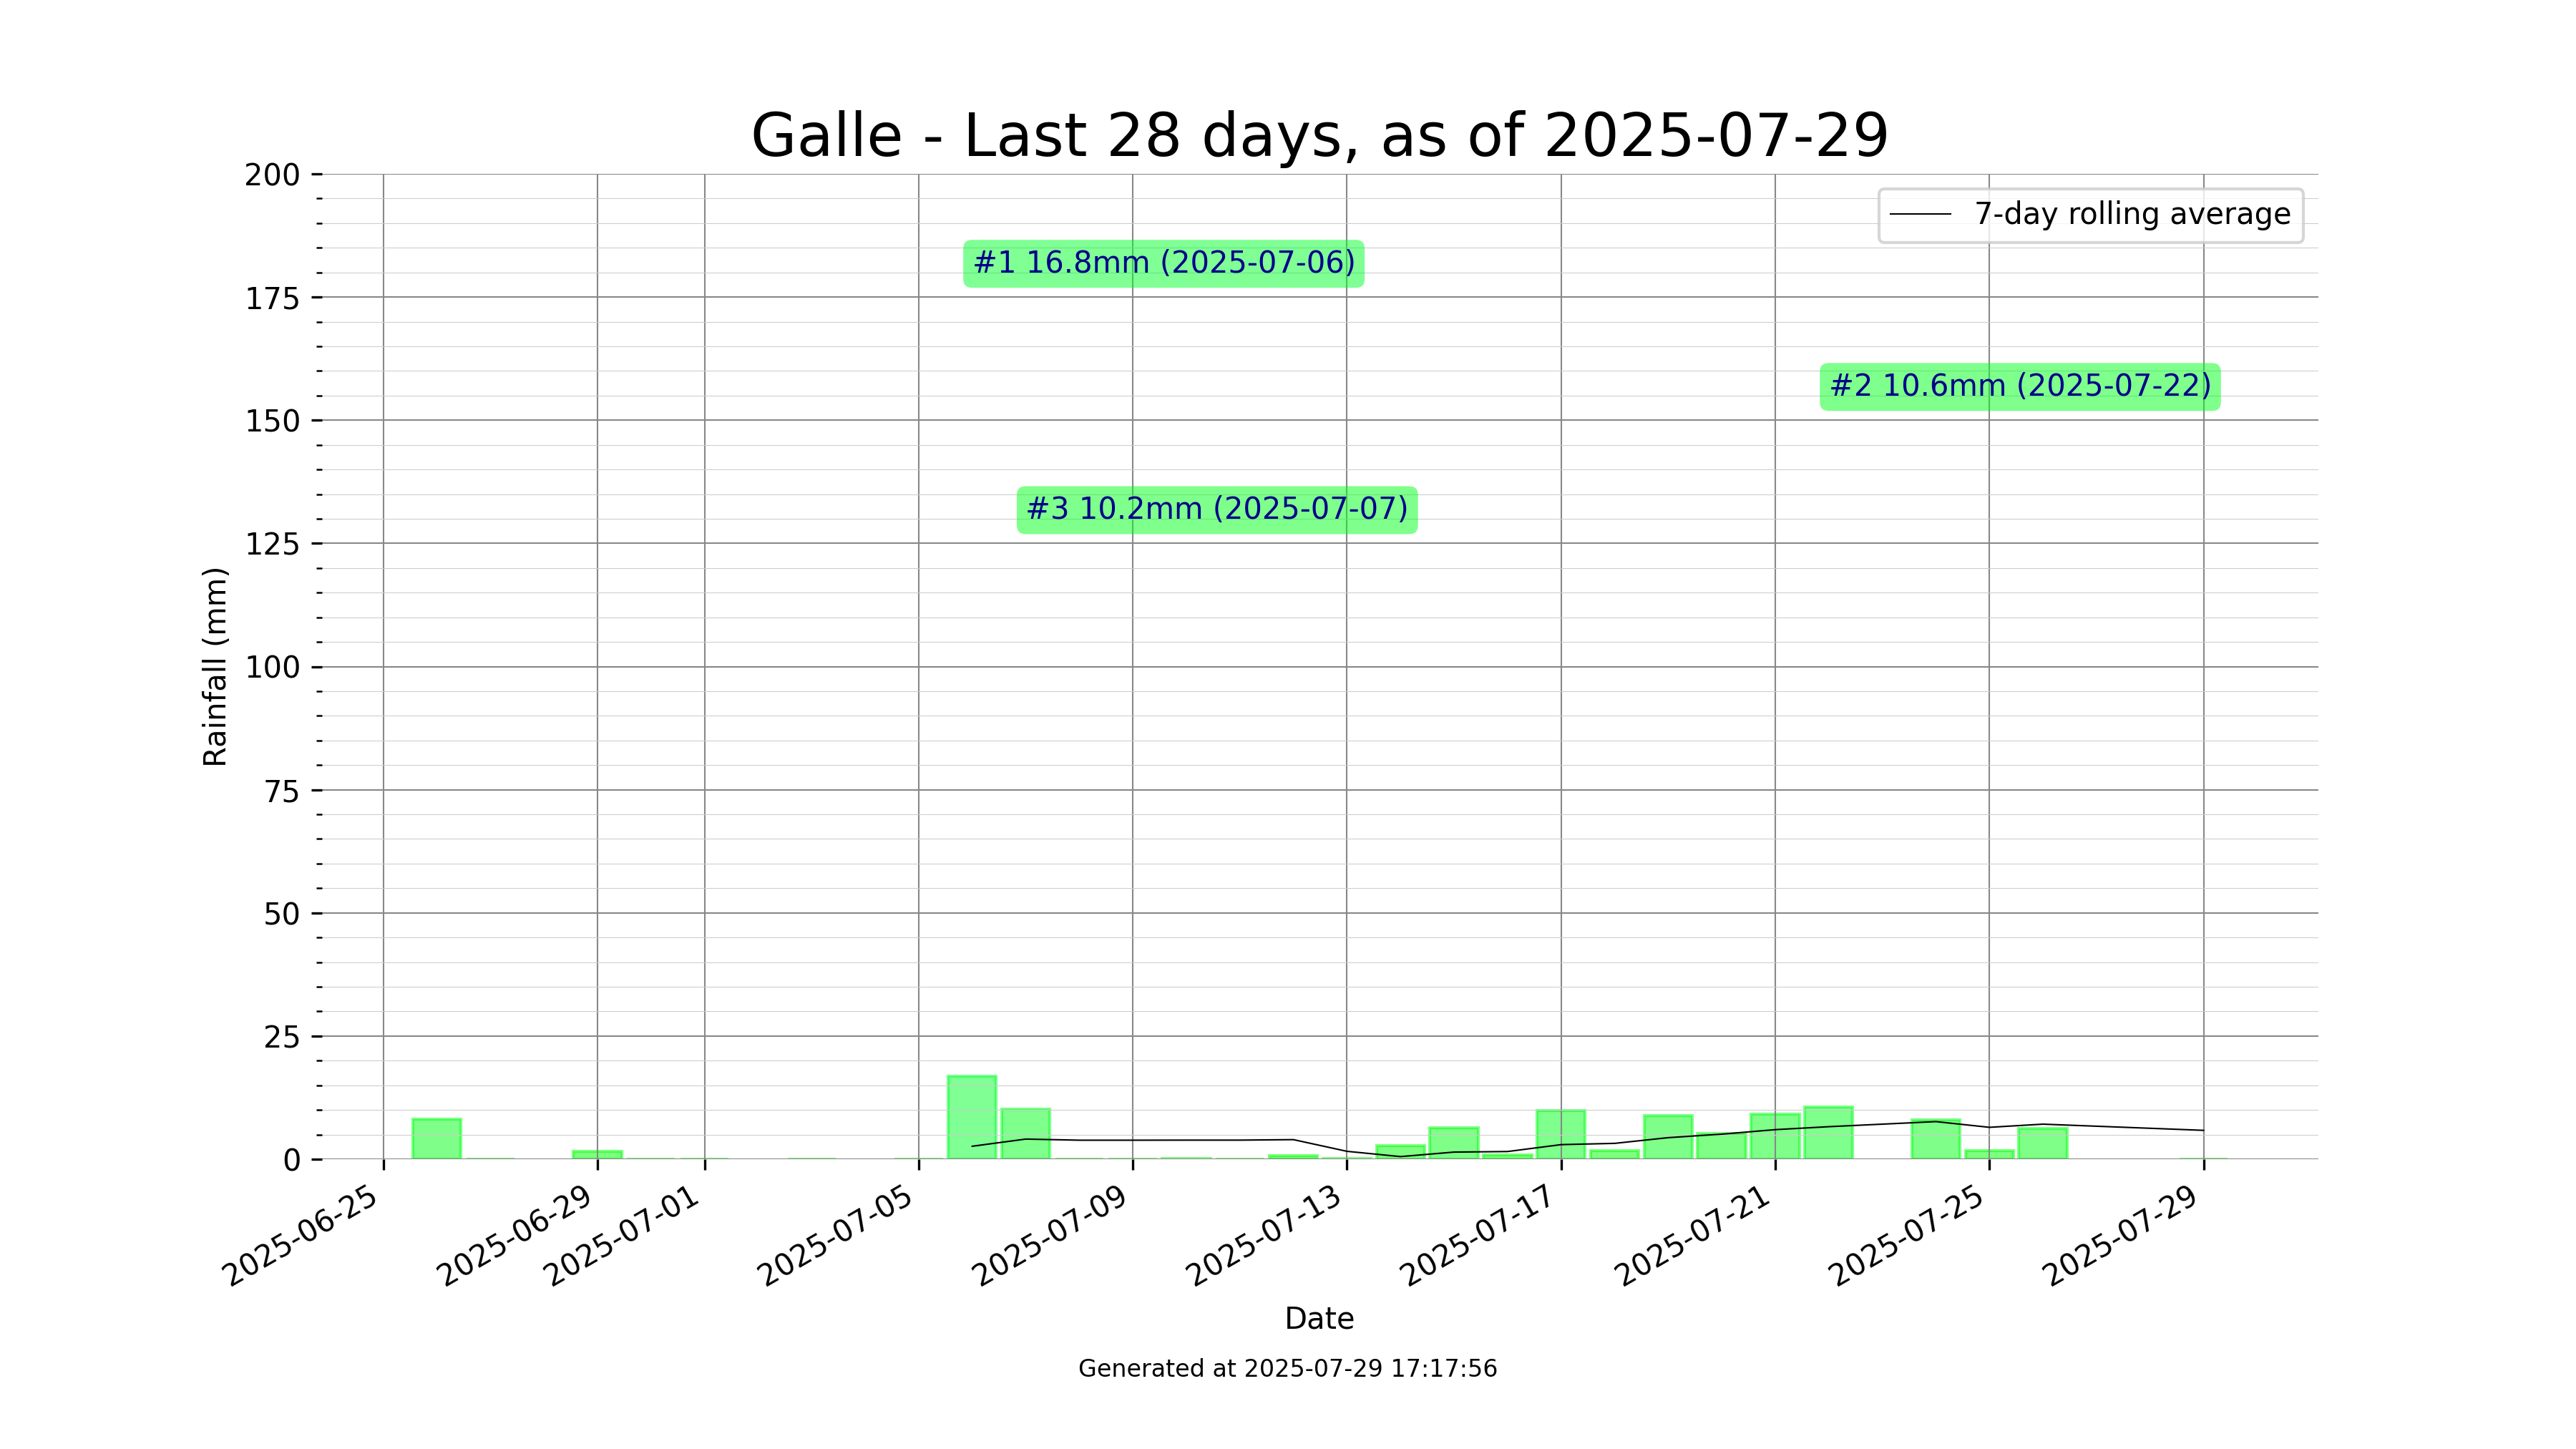 Galle - Last 28 days, as of 2025-07-29
200
175
150
125
100
75
50
25
0
Rainfall (mm)
7-day rolling average
#1 16.8mm (2025-07-06)
#2 10.6mm (2025-07-22)
#3 10.2mm (2025-07-07)
2025-06-25
2025-06-29
2025-07-01
2025-07-05
2025-07-09
2025-07-13
2025-07-17
2025-07-21
2025-07-25
2025-07-29
Date
Generated at 2025-07-29 17:17:56